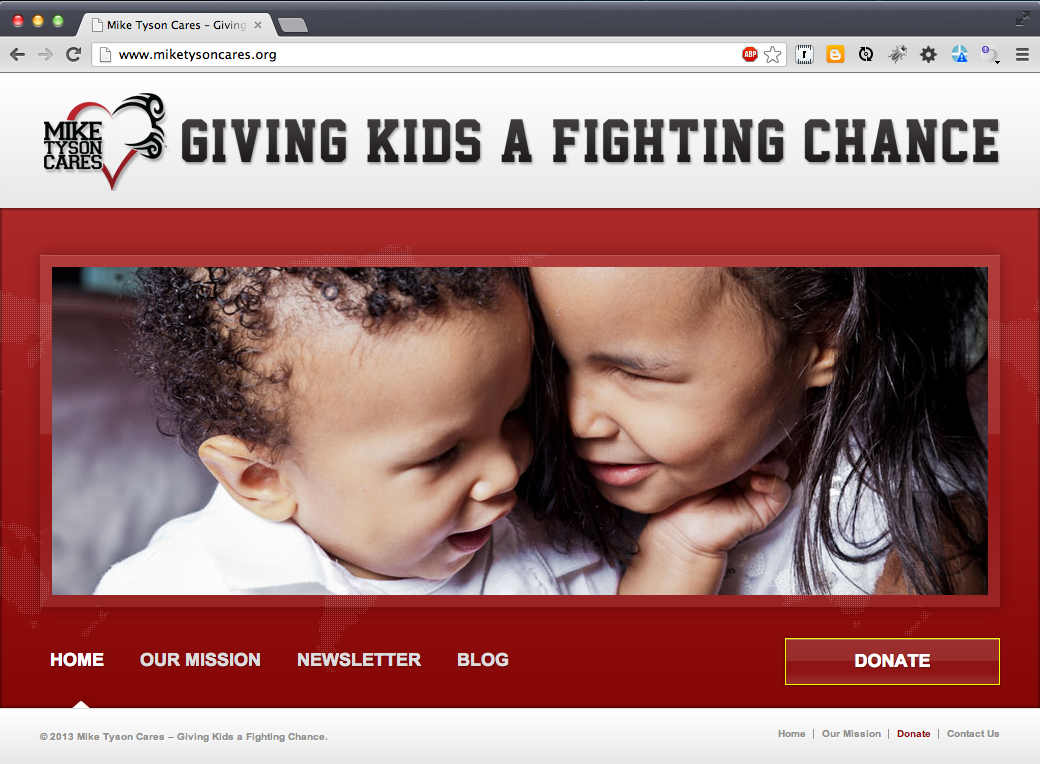 Mike Tyson Cares – Giving
www.miketysoncares.org
ABP
MIKE
TYSON
CARES
GIVING KIDS A FIGHTING CHANCE
HOME OUR MISSION NEWSLETTER BLOG DONATE
© 2013 Mike Tyson Cares – Giving Kids a Fighting Chance.
Home | Our Mission | Donate | Contact Us